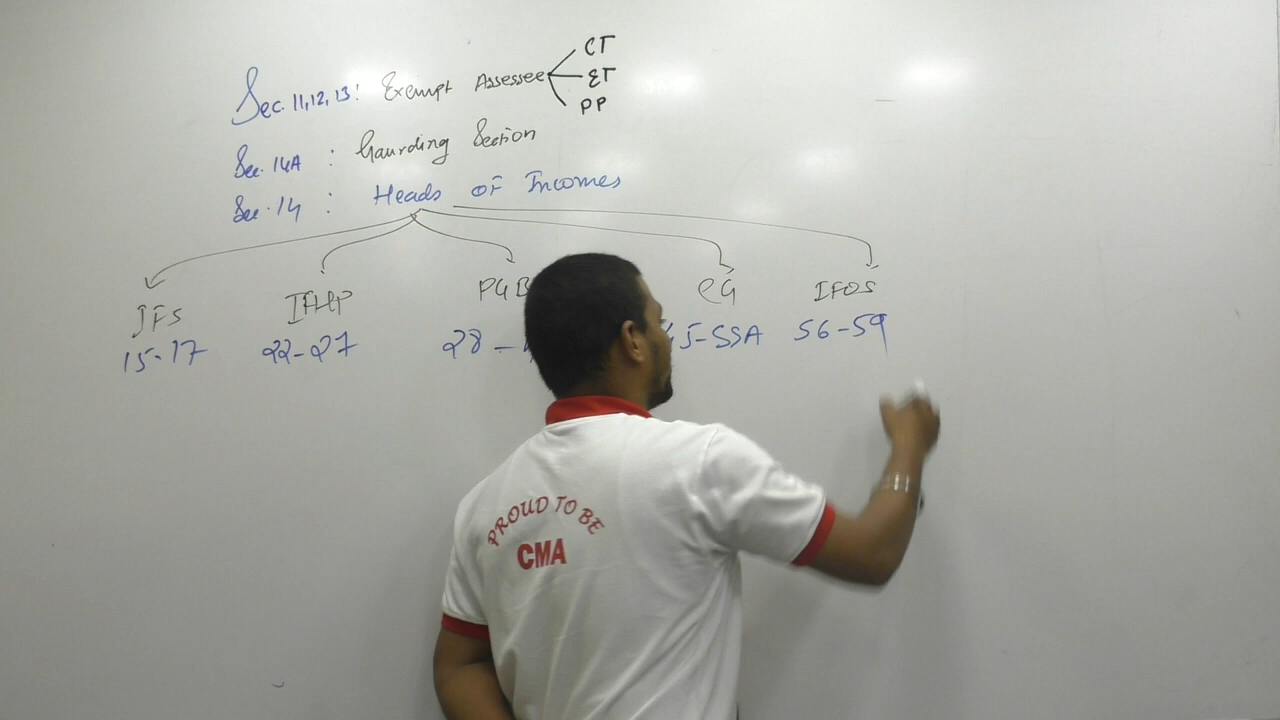 Sec. 11,12,13: Exempt Assessee
CT
ET
PP
Sec. 14A : Gaurding Section
Sec. 14 : Heads OF Incomes
IFS IFHP PGB CG IFOS
15-17 22-27 28 - 45-55A 56-59
PROUD TO BE
CMA